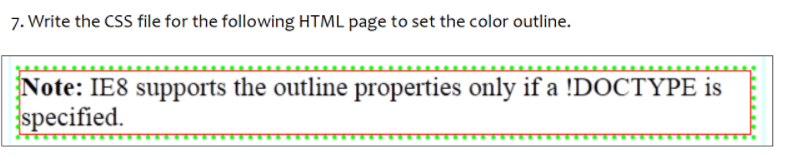 7. Write the CSS file for the following HTML page to set the color outline.
Note: IE8 supports the outline properties only if a !DOCTYPE is
specified.